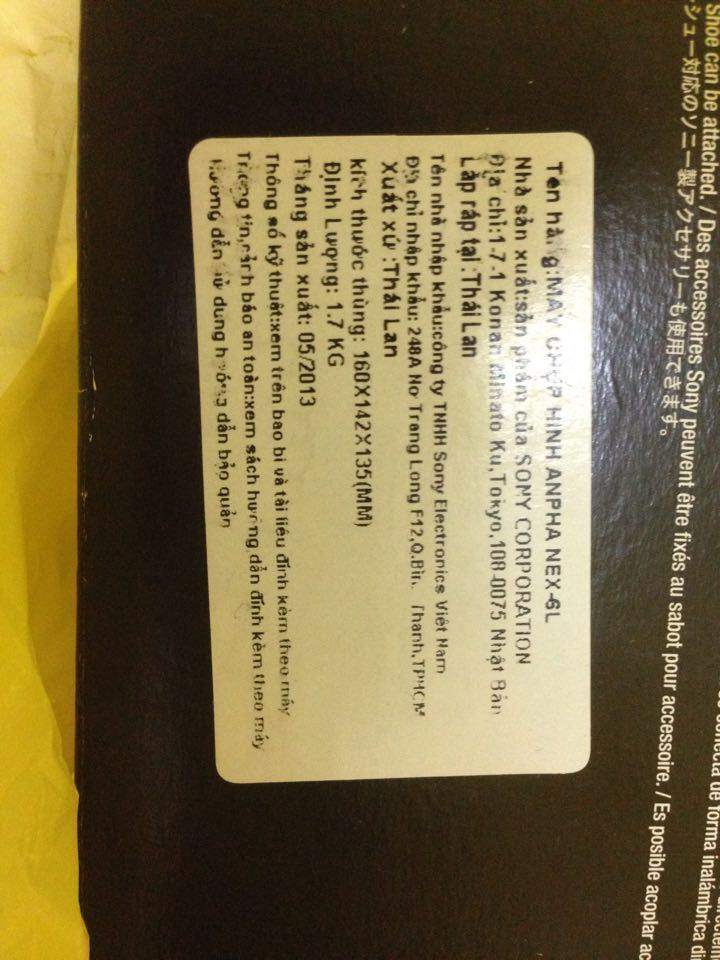 Shoe can be attached. / Des accessoires Sony peuvent être fixés au sabot pour accessoire. / Es posible acoplar ac
シュー対応のソニー製アクセサリーも使用できます。
de forma inalámbrica di
Tên hàng:MÁY CHỤP HÌNH ANPHA NEX-6L
Nhà sản xuất:sản phẩm của SONY CORPORATION
Địa chỉ:1-7-1 Konan,Minato Ku,Tokyo,108-0075 Nhật Bản
Lắp ráp tại :Thái Lan
Tên nhà nhập khẩu:công ty TNHH Sony Electronics Việt Nam
Địa chỉ nhập khẩu: 248A Nơ Trang Long F12,Q.Bìn. Thanh,TPHCM
Xuất xứ :Thái Lan
kích thước thùng: 160X142X135(MM)
Định Lượng: 1.7 KG
Tháng sản xuất: 05/2013
Thông số kỹ thuật:xem trên bao bì và tài liệu đính kèm theo máy
Thông tin,cảnh báo an toàn:xem sách hướng dẫn đính kèm theo máy
Hướng dẫn sử dụng hướng dẫn bảo quản